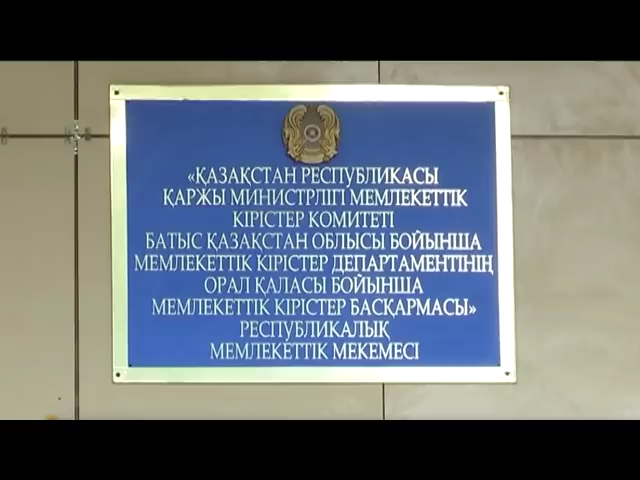 «ҚАЗАҚСТАН РЕСПУБЛИКАСЫ
ҚАРЖЫ МИНИСТРЛІГІ МЕМЛЕКЕТТІК
КІРІСТЕР КОМИТЕТІ
БАТЫС ҚАЗАҚСТАН ОБЛЫСЫ БОЙЫНША
МЕМЛЕКЕТТІК КІРІСТЕР ДЕПАРТАМЕНТІНІҢ
ОРАЛ ҚАЛАСЫ БОЙЫНША
МЕМЛЕКЕТТІК КІРІСТЕР БАСҚАРМАСЫ»
РЕСПУБЛИКАЛЫҚ
МЕМЛЕКЕТТІК МЕКЕМЕСІ